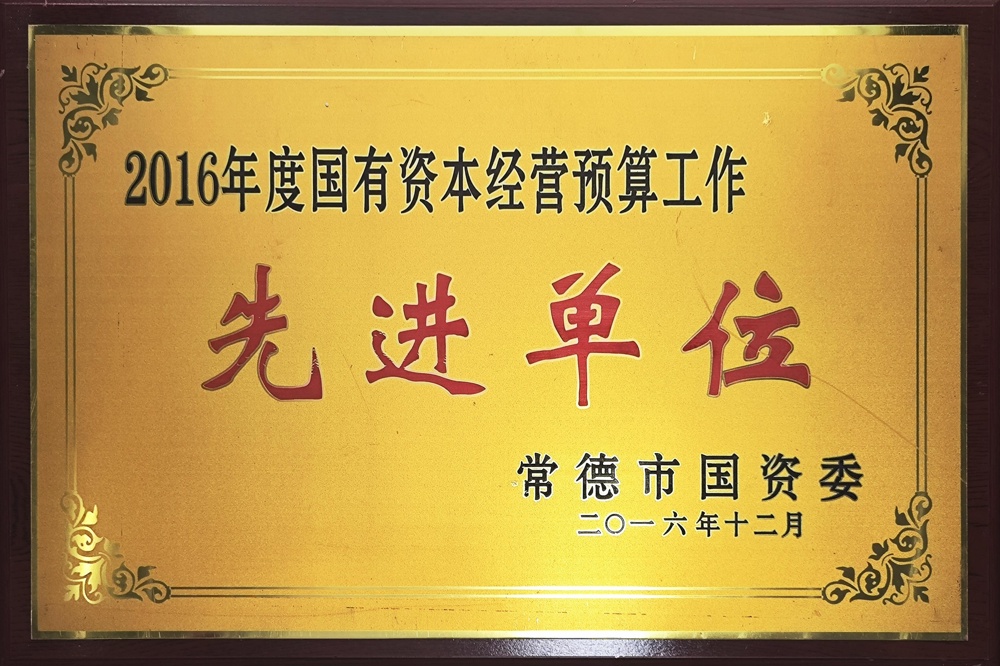 2016年度国有资本经营预算工作
先进单位
常德市国资委
二〇一六年十二月